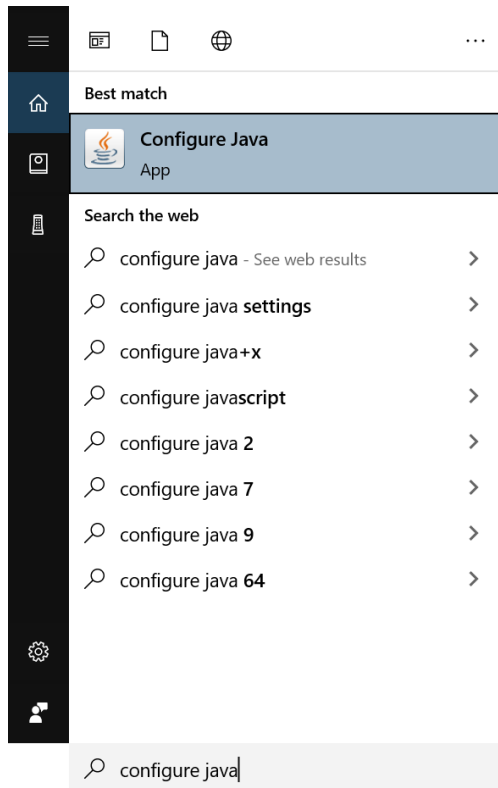 Best match
Configure Java
App
Search the web
configure java - See web results
configure java settings
configure java+x
configure javascript
configure java 2
configure java 7
configure java 9
configure java 64
configure java